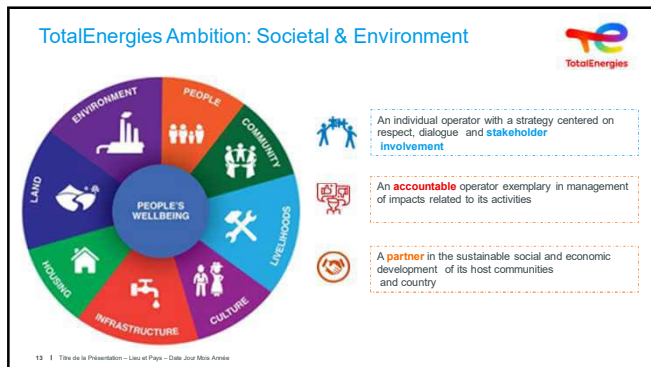 TotalEnergies Ambition: Societal & Environment
TotalEnergies
ENVIRONMENT
PEOPLE
COMMUNITY
LIVELIHOODS
CULTURE
INFRASTRUCTURE
HOUSING
LAND
PEOPLE'S
WELLBEING
An individual operator with a strategy centered on
respect, dialogue and stakeholder
involvement
An accountable operator exemplary in management
of impacts related to its activities
A partner in the sustainable social and economic
development of its host communities
and country
13 | Titre de la Présentation – Lieu et Pays – Date Jour Mois Année